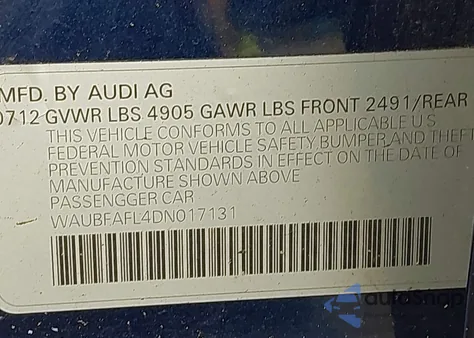 MFD. BY AUDI AG
0712 GVWR LBS 4905 GAWR LBS FRONT 2491/REAR
THIS VEHICLE CONFORMS TO ALL APPLICABLE U.S
FEDERAL MOTOR VEHICLE SAFETY BUMPER AND THEFT
PREVENTION STANDARDS IN EFFECT ON THE DATE OF
MANUFACTURE SHOWN ABOVE
PASSENGGER CAR
WAUBFAFL4DN017131
autosnap